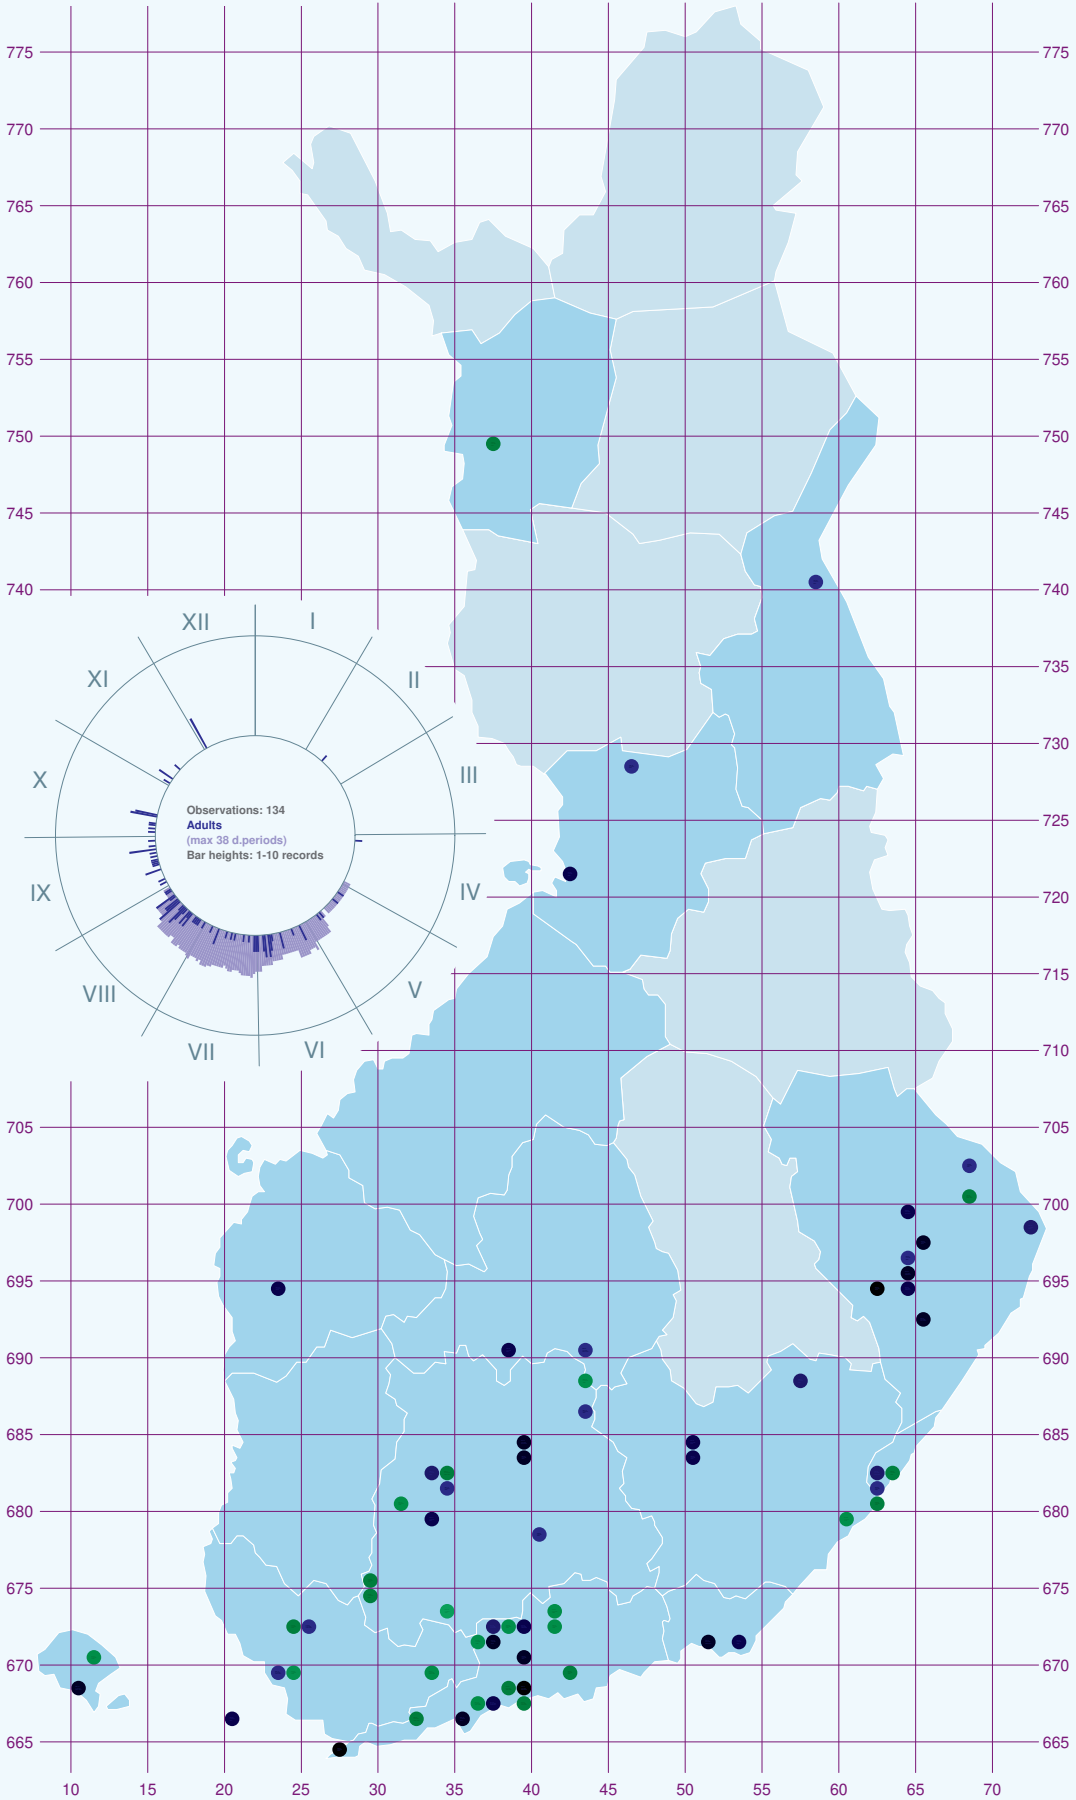 775 775
770 770
765 765
760 760
755 755
750 750
745 745
740 740
XII I
XI II
735
730
X III
Observations: 134
Adults
(max 38 d.periods)
Bar heights: 1-10 records
725
IX IV
720
VIII V
715
VII VI
710
705 705
700 700
695 695
690 690
685 685
680 680
675 675
670 670
665 665
10 15 20 25 30 35 40 45 50 55 60 65 70